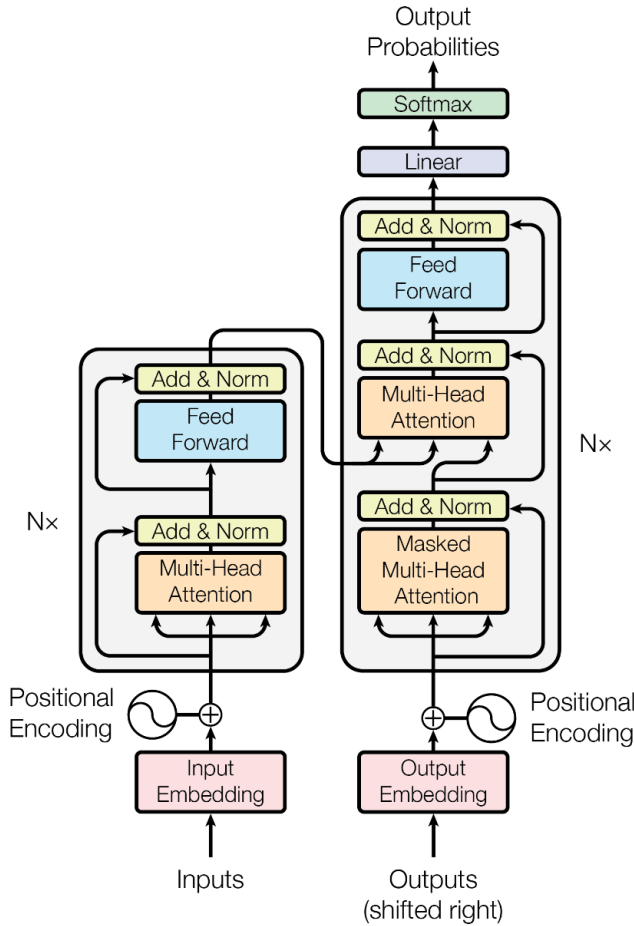 Output
Probabilities
Softmax
Linear
Add & Norm
Feed
Forward
Add & Norm
Multi-Head
Attention
Add & Norm
Masked
Multi-Head
Attention
Nx
Add & Norm
Feed
Forward
Add & Norm
Multi-Head
Attention
Nx
Positional
Encoding
Positional
Encoding
Input
Embedding
Output
Embedding
Inputs
Outputs
(shifted right)